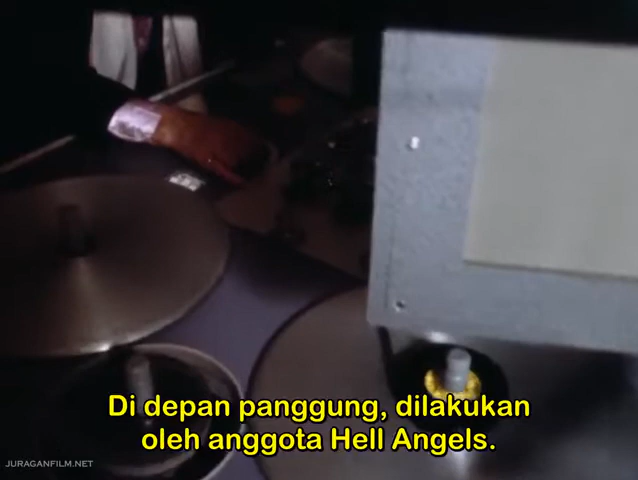 Di depan panggung, dilakukan
oleh anggota Hell Angels.
JURAGANFILM.NET